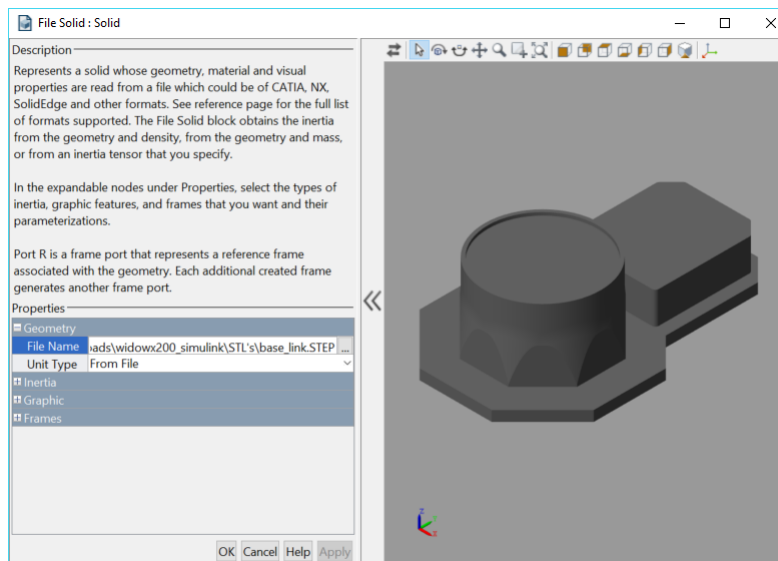 File Solid : Solid
Description
Represents a solid whose geometry, material and visual
properties are read from a file which could be of CATIA, NX,
SolidEdge and other formats. See reference page for the full list
of formats supported. The File Solid block obtains the inertia
from the geometry and density, from the geometry and mass,
or from an inertia tensor that you specify.
In the expandable nodes under Properties, select the types of
inertia, graphic features, and frames that you want and their
parameterizations.
Port R is a frame port that represents a reference frame
associated with the geometry. Each additional created frame
generates another frame port.
Properties
Geometry
File Name ads\widowx200_simulink\STL's\base_link.STEP ...
Unit Type From File
Inertia
Graphic
Frames
OK Cancel Help Apply
z
x